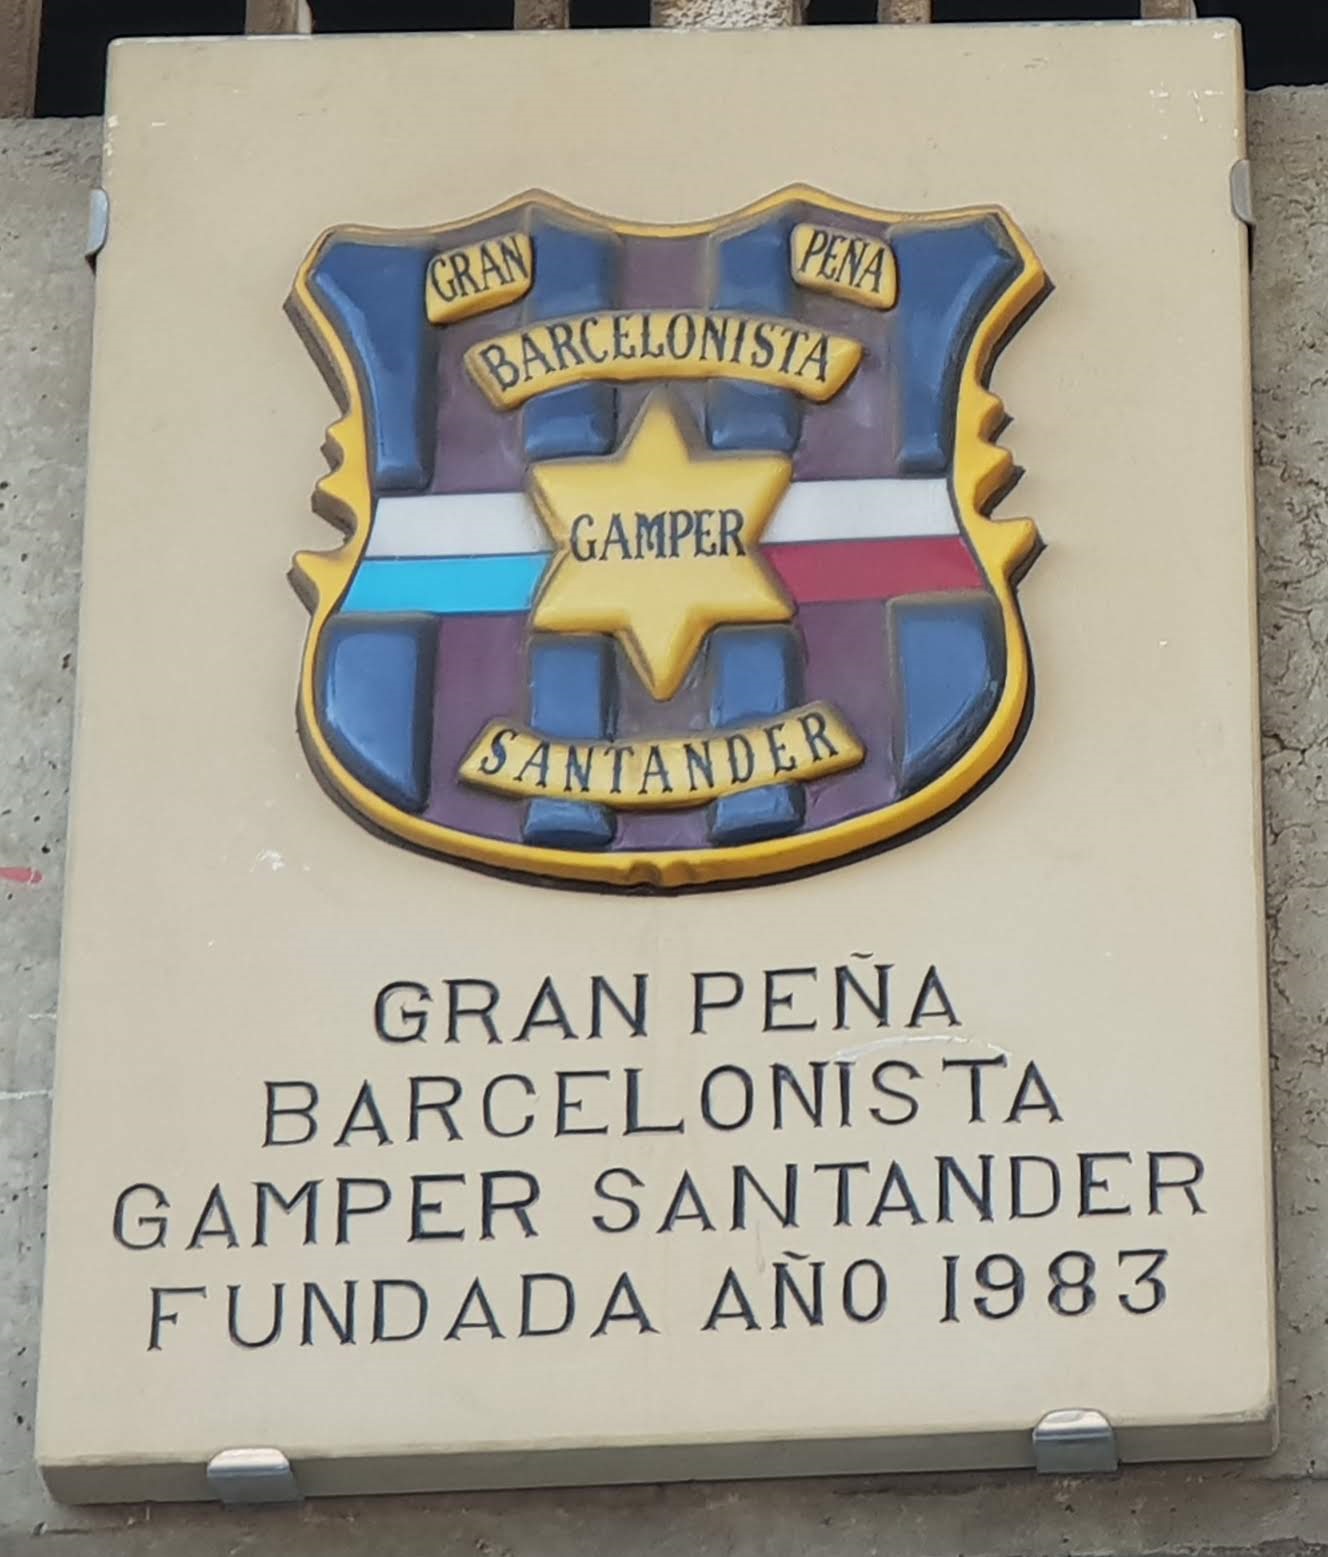 GRAN PEÑA
BARCELONISTA
GAMPER
SANTANDER
GRAN PEÑA
BARCELONISTA
GAMPER SANTANDER
FUNDADA AÑO 1983